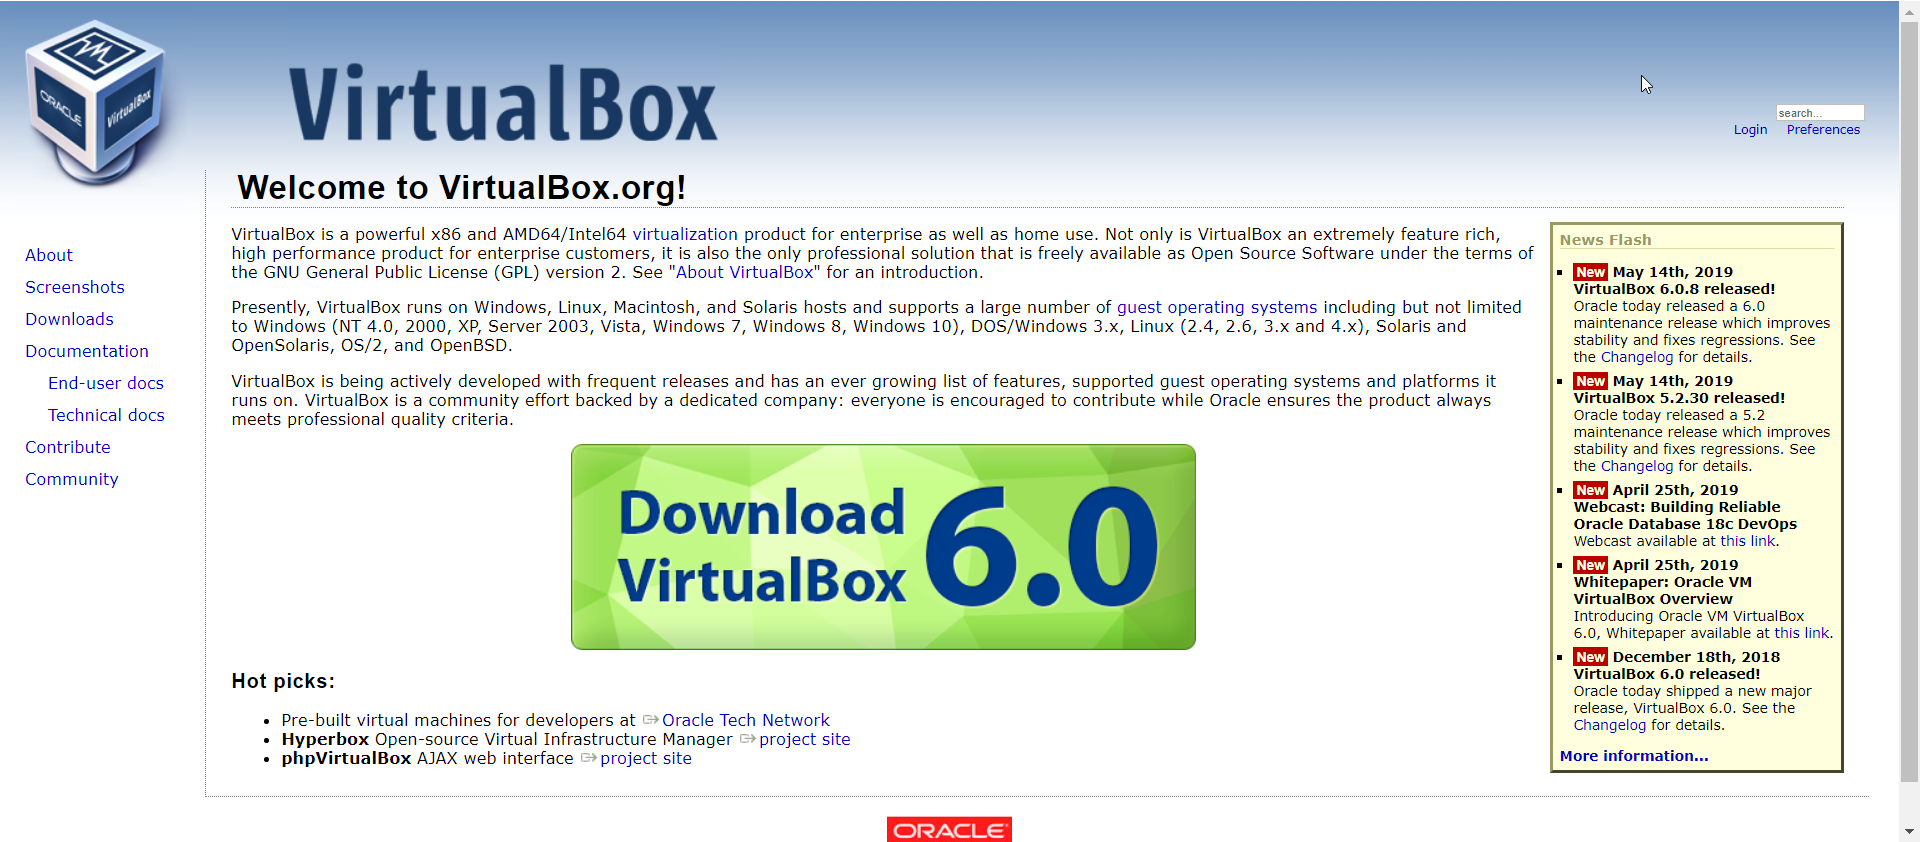 ORACLE
VirtualBox
VirtualBox
search...
Login Preferences
Welcome to VirtualBox.org!
About
Screenshots
Downloads
Documentation
End-user docs
Technical docs
Contribute
Community
VirtualBox is a powerful x86 and AMD64/Intel64 virtualization product for enterprise as well as home use. Not only is VirtualBox an extremely feature rich,
high performance product for enterprise customers, it is also the only professional solution that is freely available as Open Source Software under the terms of
the GNU General Public License (GPL) version 2. See "About VirtualBox" for an introduction.
Presently, VirtualBox runs on Windows, Linux, Macintosh, and Solaris hosts and supports a large number of guest operating systems including but not limited
to Windows (NT 4.0, 2000, XP, Server 2003, Vista, Windows 7, Windows 8, Windows 10), DOS/Windows 3.x, Linux (2.4, 2.6, 3.x and 4.x), Solaris and
OpenSolaris, OS/2, and OpenBSD.
VirtualBox is being actively developed with frequent releases and has an ever growing list of features, supported guest operating systems and platforms it
runs on. VirtualBox is a community effort backed by a dedicated company: everyone is encouraged to contribute while Oracle ensures the product always
meets professional quality criteria.
Download
VirtualBox
6.0
Hot picks:
Pre-built virtual machines for developers at Oracle Tech Network
Hyperbox Open-source Virtual Infrastructure Manager project site
phpVirtualBox AJAX web interface project site
News Flash
New May 14th, 2019
VirtualBox 6.0.8 released!
Oracle today released a 6.0
maintenance release which improves
stability and fixes regressions. See
the Changelog for details.
New May 14th, 2019
VirtualBox 5.2.30 released!
Oracle today released a 5.2
maintenance release which improves
stability and fixes regressions. See
the Changelog for details.
New April 25th, 2019
Webcast: Building Reliable
Oracle Database 18c DevOps
Webcast available at this link.
New April 25th, 2019
Whitepaper: Oracle VM
VirtualBox Overview
Introducing Oracle VM VirtualBox
6.0, Whitepaper available at this link.
New December 18th, 2018
VirtualBox 6.0 released!
Oracle today shipped a new major
release, VirtualBox 6.0. See the
Changelog for details.
More information...
ORACLE